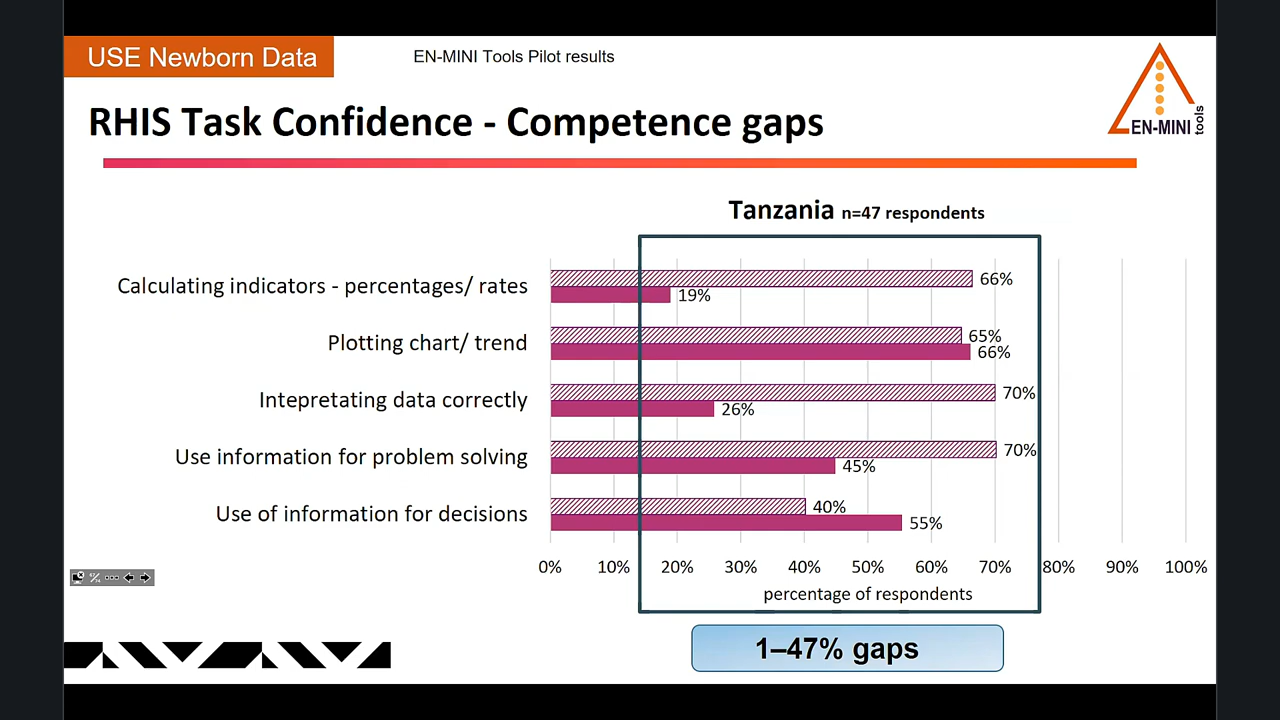 USE Newborn Data
EN-MINI Tools Pilot results
EN-MINI tools
RHIS Task Confidence - Competence gaps
Tanzania n=47 respondents
Calculating indicators - percentages/ rates
66%
19%
Plotting chart/ trend
65%
66%
Intepretating data correctly
70%
26%
Use information for problem solving
70%
45%
Use of information for decisions
40%
55%
0% 10% 20% 30% 40% 50% 60% 70% 80% 90% 100%
percentage of respondents
1–47% gaps